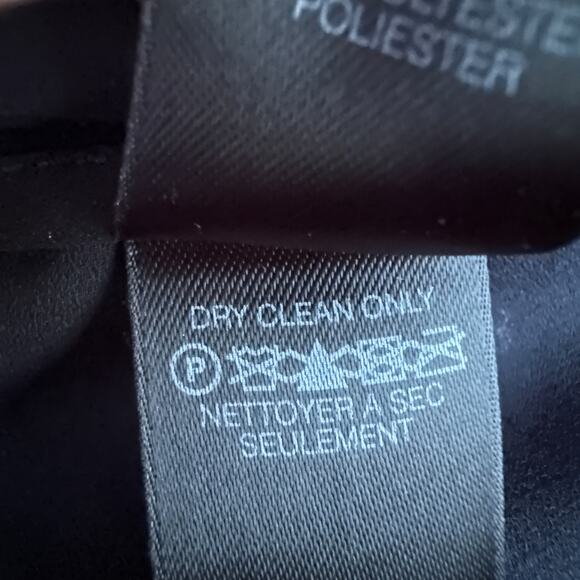 POLIESTER
DRY CLEAN ONLY
P
NETTOYER A SEC
SEULEMENT